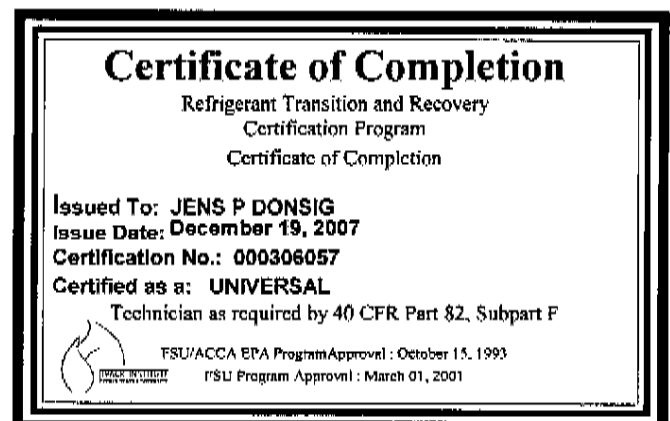 Certificate of Completion
Refrigerant Transition and Recovery
Certification Program
Certificate of Completion
Issued To: JENS P DONSIG
Issue Date: December 19, 2007
Certification No.: 000306057
Certified as a: UNIVERSAL
Technician as required by 40 CFR Part 82, Subpart F
FSU/ACCA EPA Program Approval : October 15, 1993
FSU Program Approval : March 01, 2001
HVACR INSTITUTE